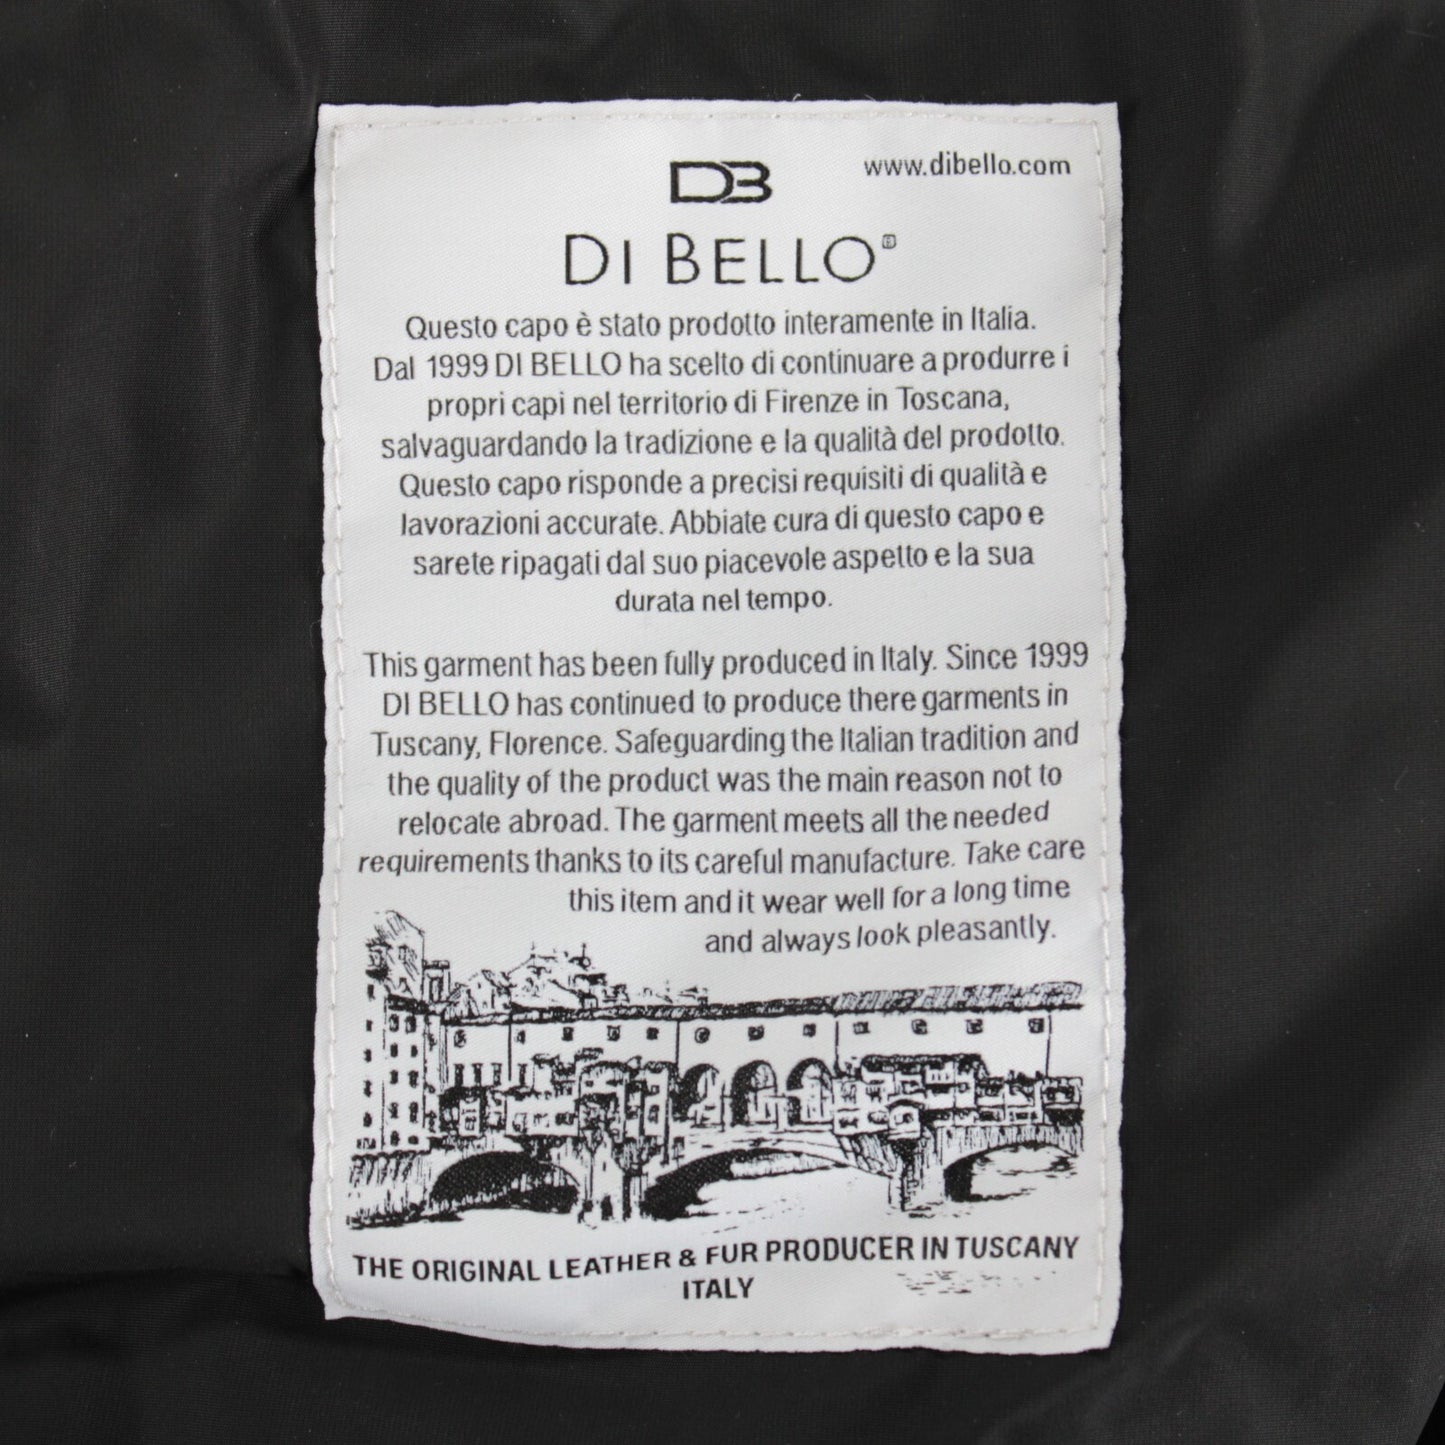 DB
www.dibello.com
DI BELLO®
Questo capo è stato prodotto interamente in Italia.
Dal 1999 DI BELLO ha scelto di continuare a produrre i
propri capi nel territorio di Firenze in Toscana,
salvaguardando la tradizione e la qualità del prodotto.
Questo capo risponde a precisi requisiti di qualità e
lavorazioni accurate. Abbiate cura di questo capo e
sarete ripagati dal suo piacevole aspetto e la sua
durata nel tempo.
This garment has been fully produced in Italy. Since 1999
DI BELLO has continued to produce there garments in
Tuscany, Florence. Safeguarding the Italian tradition and
the quality of the product was the main reason not to
relocate abroad. The garment meets all the needed
requirements thanks to its careful manufacture. Take care
this item and it wear well for a long time
and always look pleasantly.
THE ORIGINAL LEATHER & FUR PRODUCER IN TUSCANY
ITALY